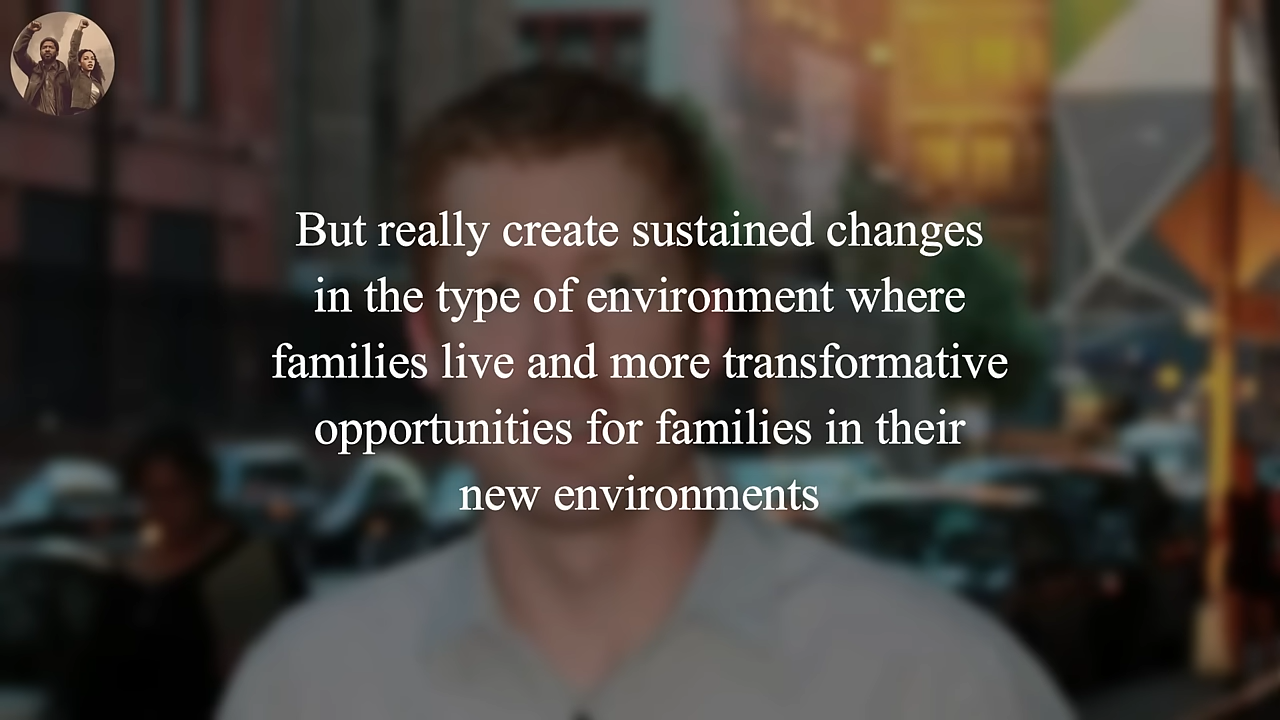 But really create sustained changes
in the type of environment where
families live and more transformative
opportunities for families in their
new environments